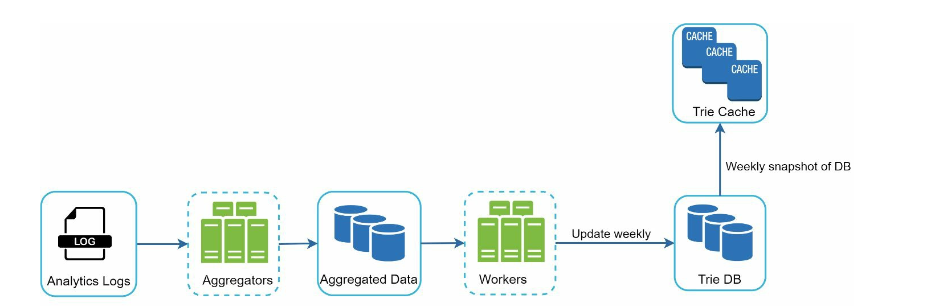 CACHE
CACHE
CACHE
Trie Cache
Weekly snapshot of DB
LOG
Update weekly
Analytics Logs
Aggregators
Aggregated Data
Workers
Trie DB